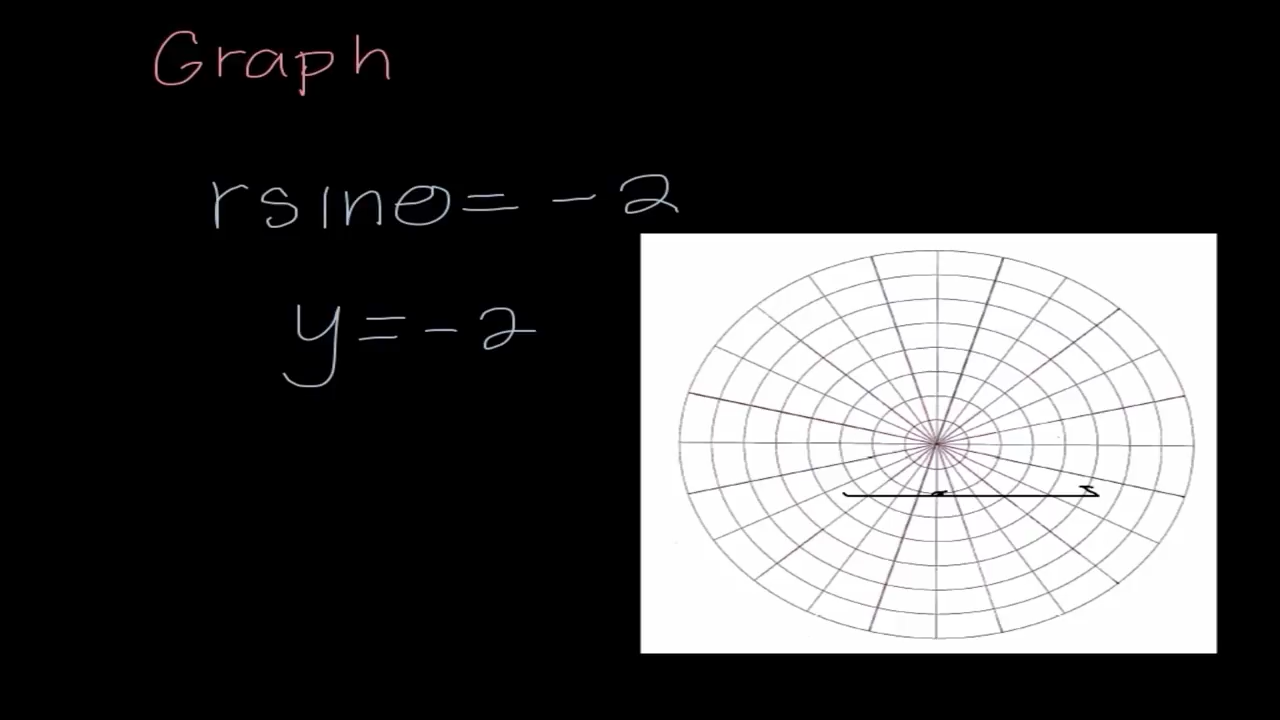 Graph
rsinθ = -2
y = -2